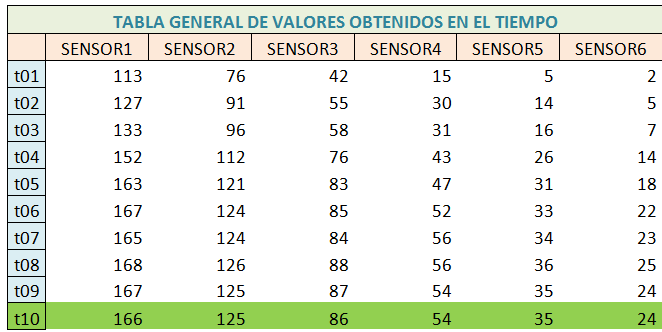 TABLA GENERAL DE VALORES OBTENIDOS EN EL TIEMPO
SENSOR1 SENSOR2 SENSOR3 SENSOR4 SENSOR5 SENSOR6
t01 113 76 42 15 5 2
t02 127 91 55 30 14 5
t03 133 96 58 31 16 7
t04 152 112 76 43 26 14
t05 163 121 83 47 31 18
t06 167 124 85 52 33 22
t07 165 124 84 56 34 23
t08 168 126 88 56 36 25
t09 167 125 87 54 35 24
t10 166 125 86 54 35 24